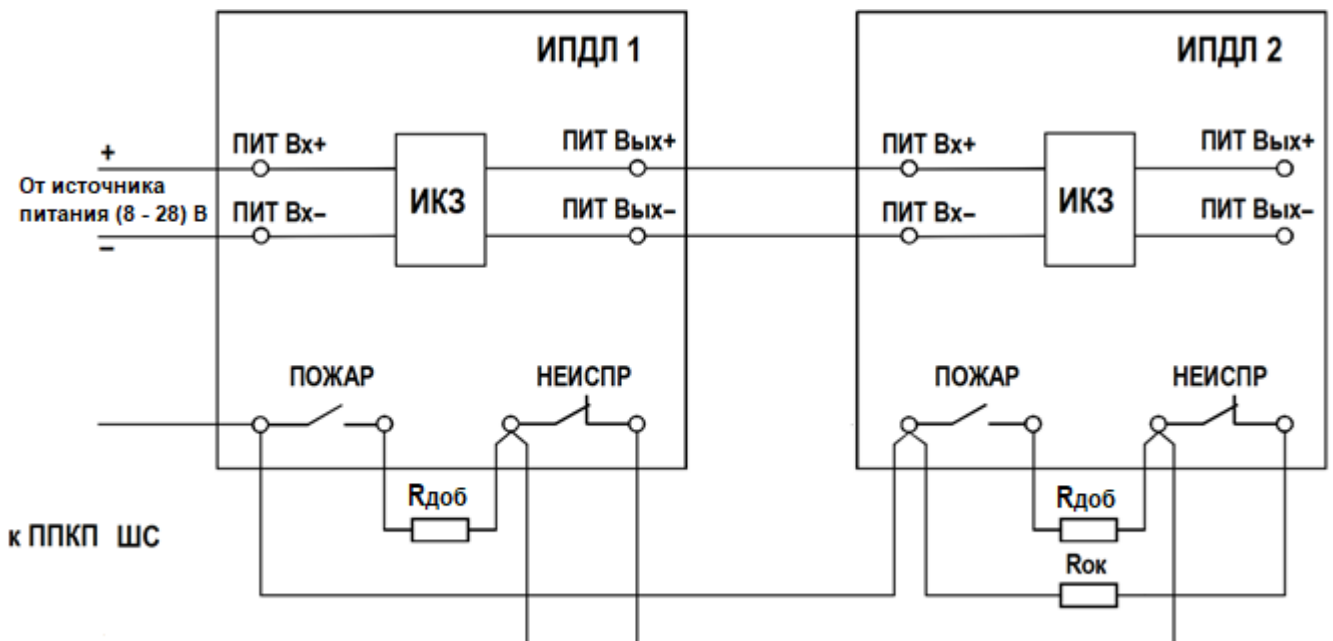 ИПДЛ 1
ИПДЛ 2
+
ПИТ Вх+
ПИТ Вых+
ПИТ Вх+
ПИТ Вых+
От источника
питания (8 - 28) В
ИКЗ
ИКЗ
ПИТ Вх–
ПИТ Вых–
ПИТ Вх–
ПИТ Вых–
–
ПОЖАР
НЕИСПР
ПОЖАР
НЕИСПР
Rдоб
Rдоб
к ППКП ШС
Rок